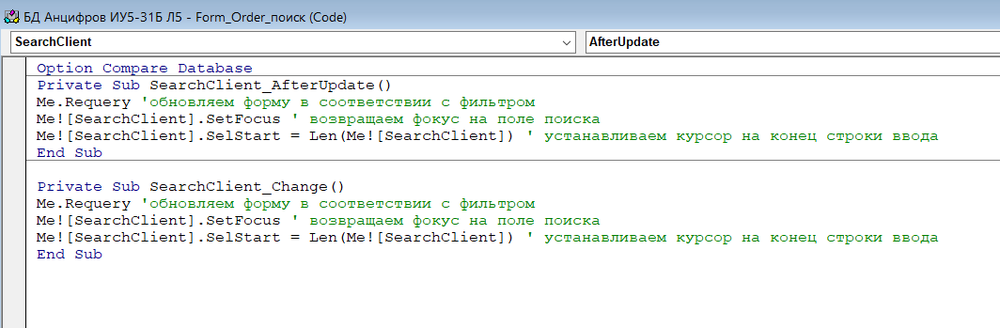 БД Анцифров ИУ5-31Б Л5 - Form_Order_поиск (Code)
SearchClient AfterUpdate
Option Compare Database
Private Sub SearchClient_AfterUpdate()
Me.Requery 'обновляем форму в соответствии с фильтром
Me![SearchClient].SetFocus ' возвращаем фокус на поле поиска
Me![SearchClient].SelStart = Len(Me![SearchClient]) ' устанавливаем курсор на конец строки ввода
End Sub
Private Sub SearchClient_Change()
Me.Requery 'обновляем форму в соответствии с фильтром
Me![SearchClient].SetFocus ' возвращаем фокус на поле поиска
Me![SearchClient].SelStart = Len(Me![SearchClient]) ' устанавливаем курсор на конец строки ввода
End Sub